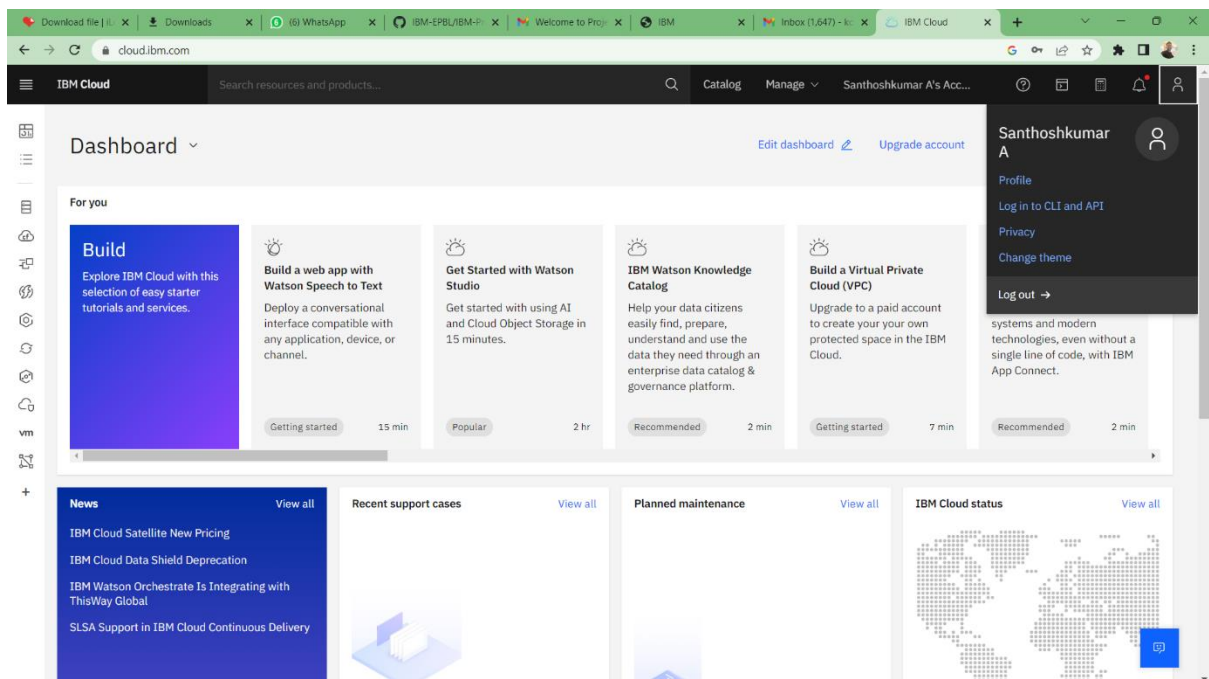 Download file | iL
Downloads
(6) WhatsApp
IBM-EPBL/IBM-Pr
Welcome to Proje
IBM
Inbox (1,647) - k
IBM Cloud
cloud.ibm.com
IBM Cloud
Search resources and products...
Catalog
Manage
Santhoshkumar A's Acc...
Dashboard
Edit dashboard
Upgrade account
Santhoshkumar
A
Profile
Log in to CLI and API
Privacy
Change theme
Log out →
For you
Build
Explore IBM Cloud with this
selection of easy starter
tutorials and services.
Build a web app with
Watson Speech to Text
Deploy a conversational
interface compatible with
any application, device, or
channel.
Getting started
15 min
Get Started with Watson
Studio
Get started with using AI
and Cloud Object Storage in
15 minutes.
Popular
2 hr
IBM Watson Knowledge
Catalog
Help your data citizens
easily find, prepare,
understand and use the
data they need through an
enterprise data catalog &
governance platform.
Recommended
2 min
Build a Virtual Private
Cloud (VPC)
Upgrade to a paid account
to create your your own
protected space in the IBM
Cloud.
Getting started
7 min
systems and modern
technologies, even without a
single line of code, with IBM
App Connect.
Recommended
2 min
vm
News
View all
IBM Cloud Satellite New Pricing
IBM Cloud Data Shield Deprecation
IBM Watson Orchestrate Is Integrating with
ThisWay Global
SLSA Support in IBM Cloud Continuous Delivery
Recent support cases
View all
Planned maintenance
View all
IBM Cloud status
View all